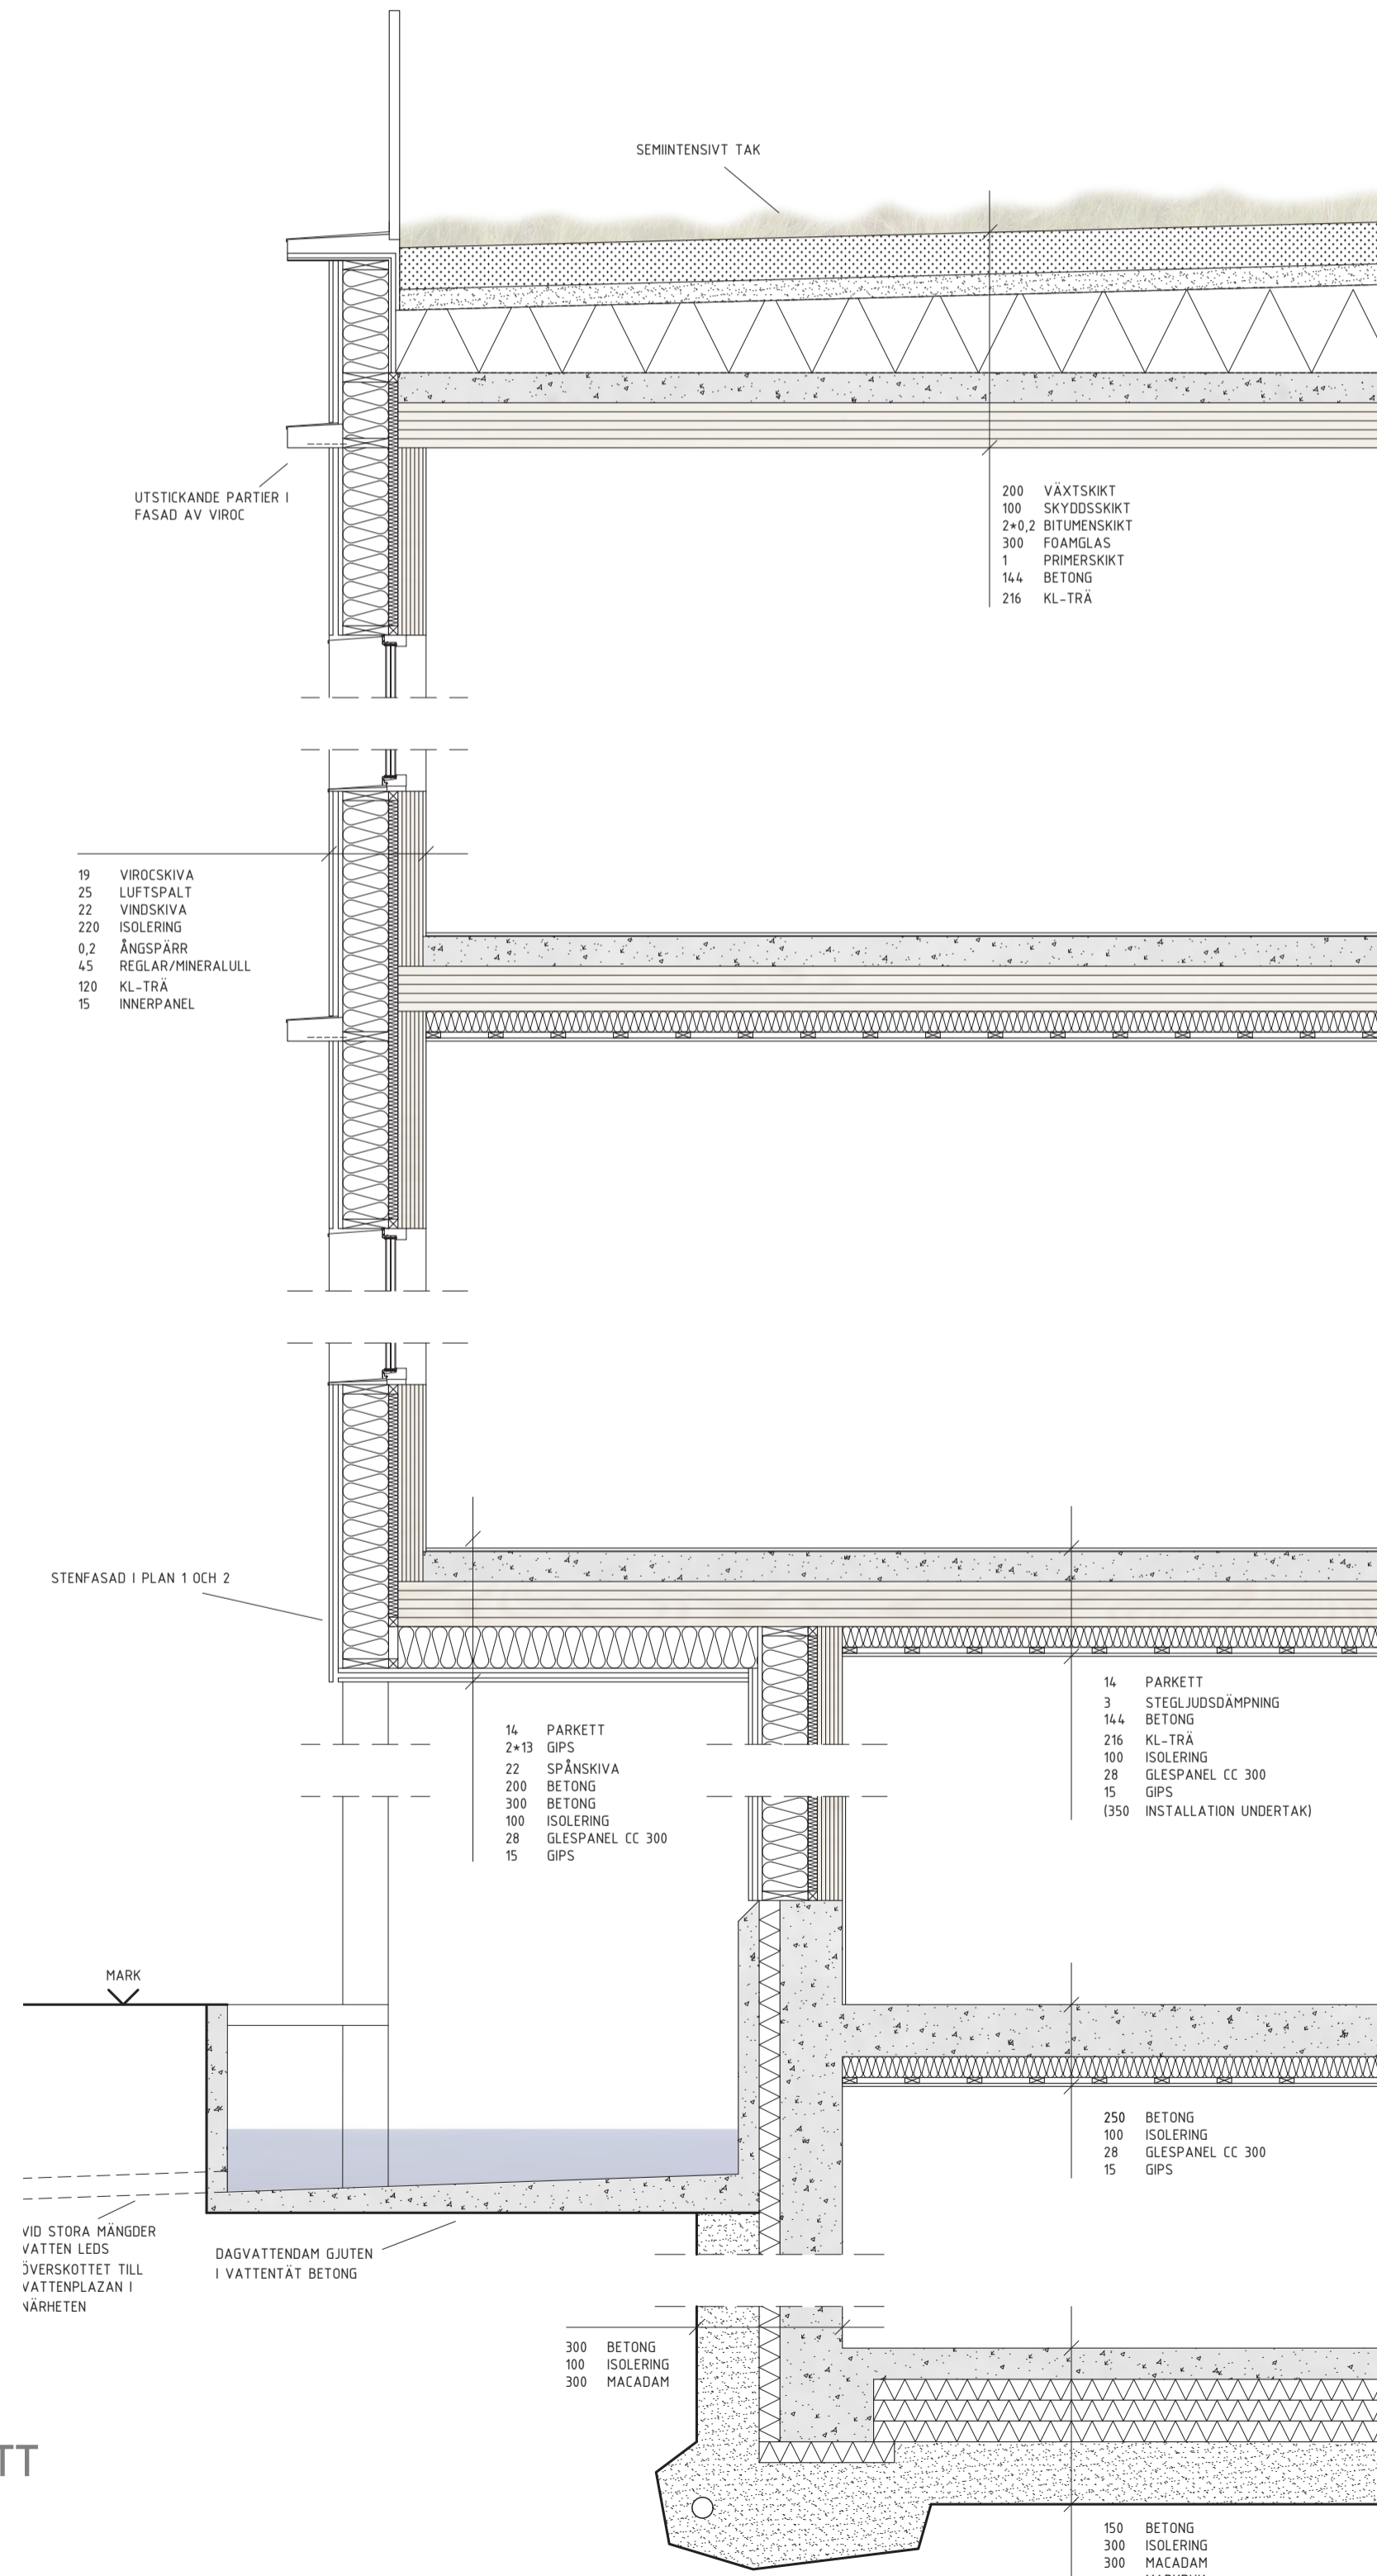 SEMIINTENSIVT TAK
UTSTICKANDE PARTIER I
FASAD AV VIROC
200 VÄXTSKIKT
100 SKYDDSSKIKT
2*0,2 BITUMENSKIKT
300 FOAMGLAS
1 PRIMERSKIKT
144 BETONG
216 KL-TRÄ
19 VIROCSKIVA
25 LUFTSPALT
22 VINDSKIVA
220 ISOLERING
0,2 ÅNGSPÄRR
45 REGLAR/MINERALULL
120 KL-TRÄ
15 INNERPANEL
STENFASAD I PLAN 1 OCH 2
14 PARKETT
2*13 GIPS
22 SPÅNSKIVA
200 BETONG
300 BETONG
100 ISOLERING
28 GLESPANEL CC 300
15 GIPS
14 PARKETT
3 STEGLJUDSDÄMPNING
144 BETONG
216 KL-TRÄ
100 ISOLERING
28 GLESPANEL CC 300
15 GIPS
(350 INSTALLATION UNDERTAK)
MARK
250 BETONG
100 ISOLERING
28 GLESPANEL CC 300
15 GIPS
VID STORA MÄNGDER
VATTEN LEDS
ÖVERSKOTTET TILL
VATTENPLAZAN I
NÄRHETEN
DAGVATTENDAM GJUTEN
I VATTENTÄT BETONG
300 BETONG
100 ISOLERING
300 MACADAM
TT
150 BETONG
300 ISOLERING
300 MACADAM